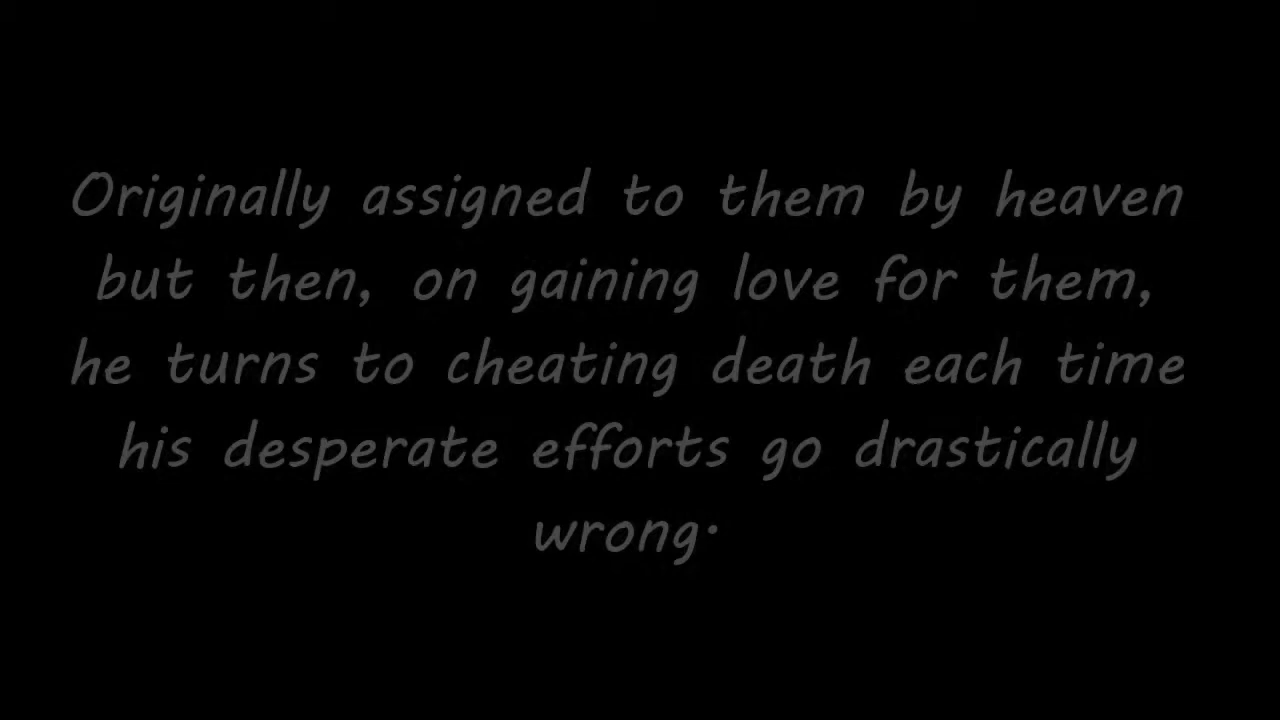 Originally assigned to them by heaven
but then, on gaining love for them,
he turns to cheating death each time
his desperate efforts go drastically
wrong.